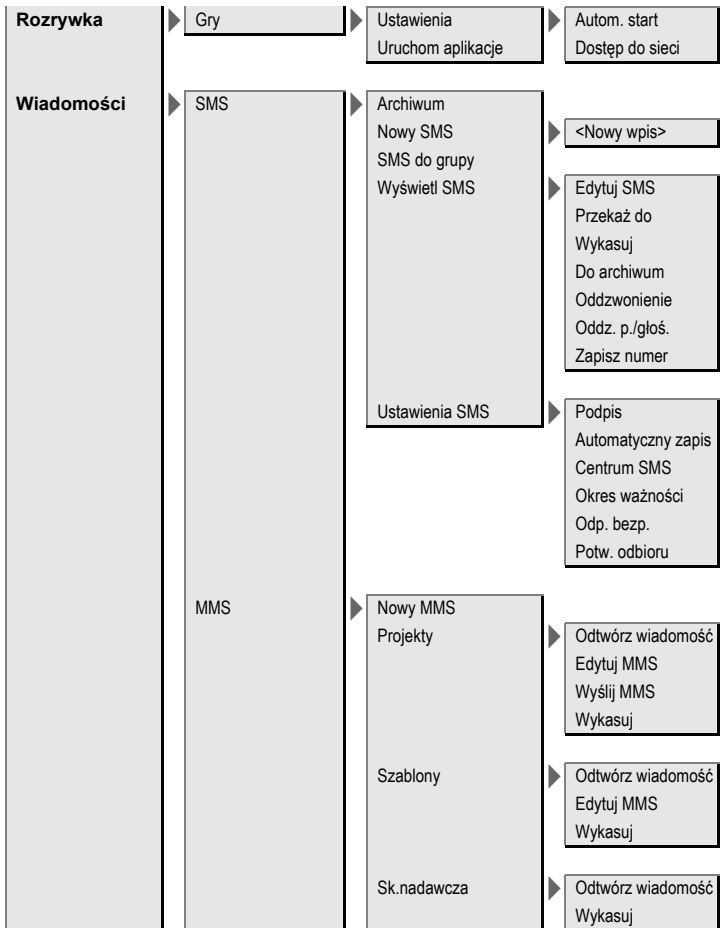 Rozrywka
Gry
Ustawienia
Uruchom aplikacje
Autom. start
Dostęp do sieci
Wiadomości
SMS
Archiwum
Nowy SMS
<Nowy wpis>
SMS do grupy
Wyświetl SMS
Edytuj SMS
Przekaż do
Wykasuj
Do archiwum
Oddzwonienie
Oddz. p./głoś.
Zapisz numer
Ustawienia SMS
Podpis
Automatyczny zapis
Centrum SMS
Okres ważności
Odp. bezp.
Potw. odbioru
MMS
Nowy MMS
Projekty
Odtwórz wiadomość
Edytuj MMS
Wyślij MMS
Wykasuj
Szablony
Odtwórz wiadomość
Edytuj MMS
Wykasuj
Sk.nadawcza
Odtwórz wiadomość
Wykasuj